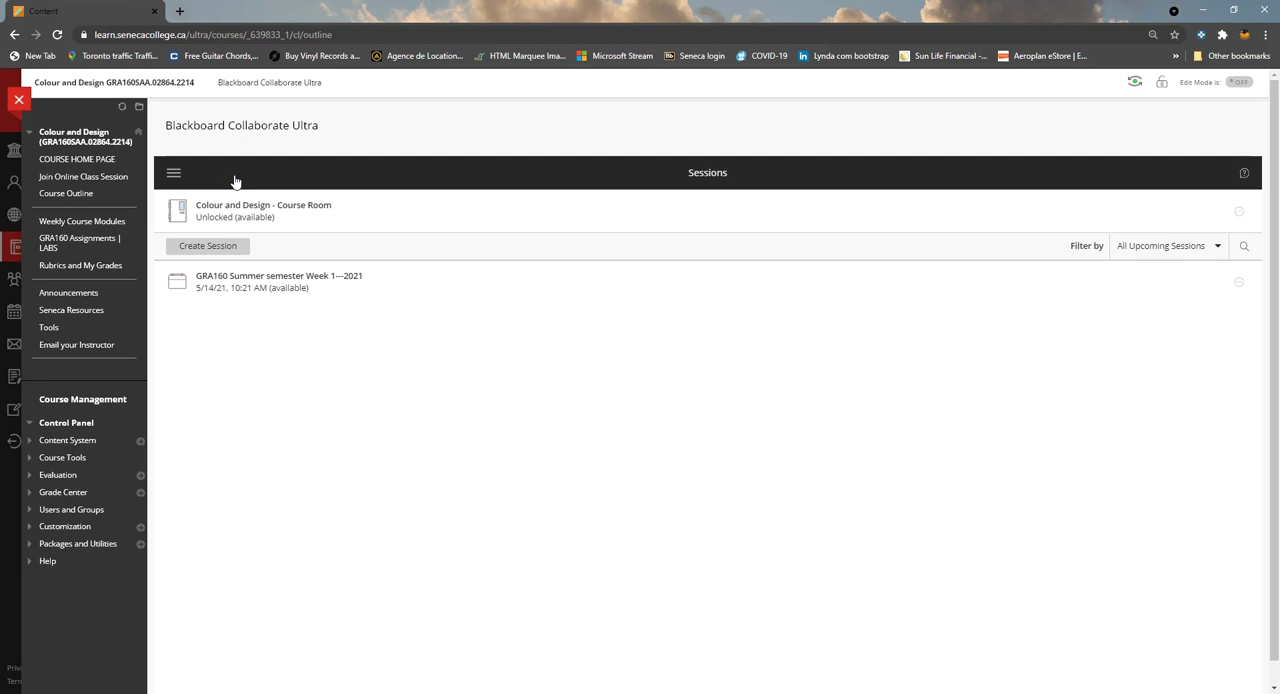 Content
learn.senecacollege.ca/ultra/courses/_639833_1/cl/outline
New Tab
Toronto traffic Traffi...
Free Guitar Chords,...
Buy Vinyl Records a...
Agence de Location...
HTML Marquee Ima...
Microsoft Stream
Seneca login
COVID-19
Lynda com bootstrap
Sun Life Financial -...
Aeroplan eStore | E...
»
Other bookmarks
Colour and Design GRA160SAA.02864.2214
Blackboard Collaborate Ultra
Edit Mode is:
OFF
Colour and Design
(GRA160SAA.02864.2214)
COURSE HOME PAGE
Join Online Class Session
Course Outline
Weekly Course Modules
GRA160 Assignments |
LABS
Rubrics and My Grades
Announcements
Seneca Resources
Tools
Email your Instructor
Course Management
Control Panel
Content System
Course Tools
Evaluation
Grade Center
Users and Groups
Customization
Packages and Utilities
Help
Blackboard Collaborate Ultra
Sessions
Colour and Design - Course Room
Unlocked (available)
Create Session
Filter by
All Upcoming Sessions
GRA160 Summer semester Week 1---2021
5/14/21, 10:21 AM (available)